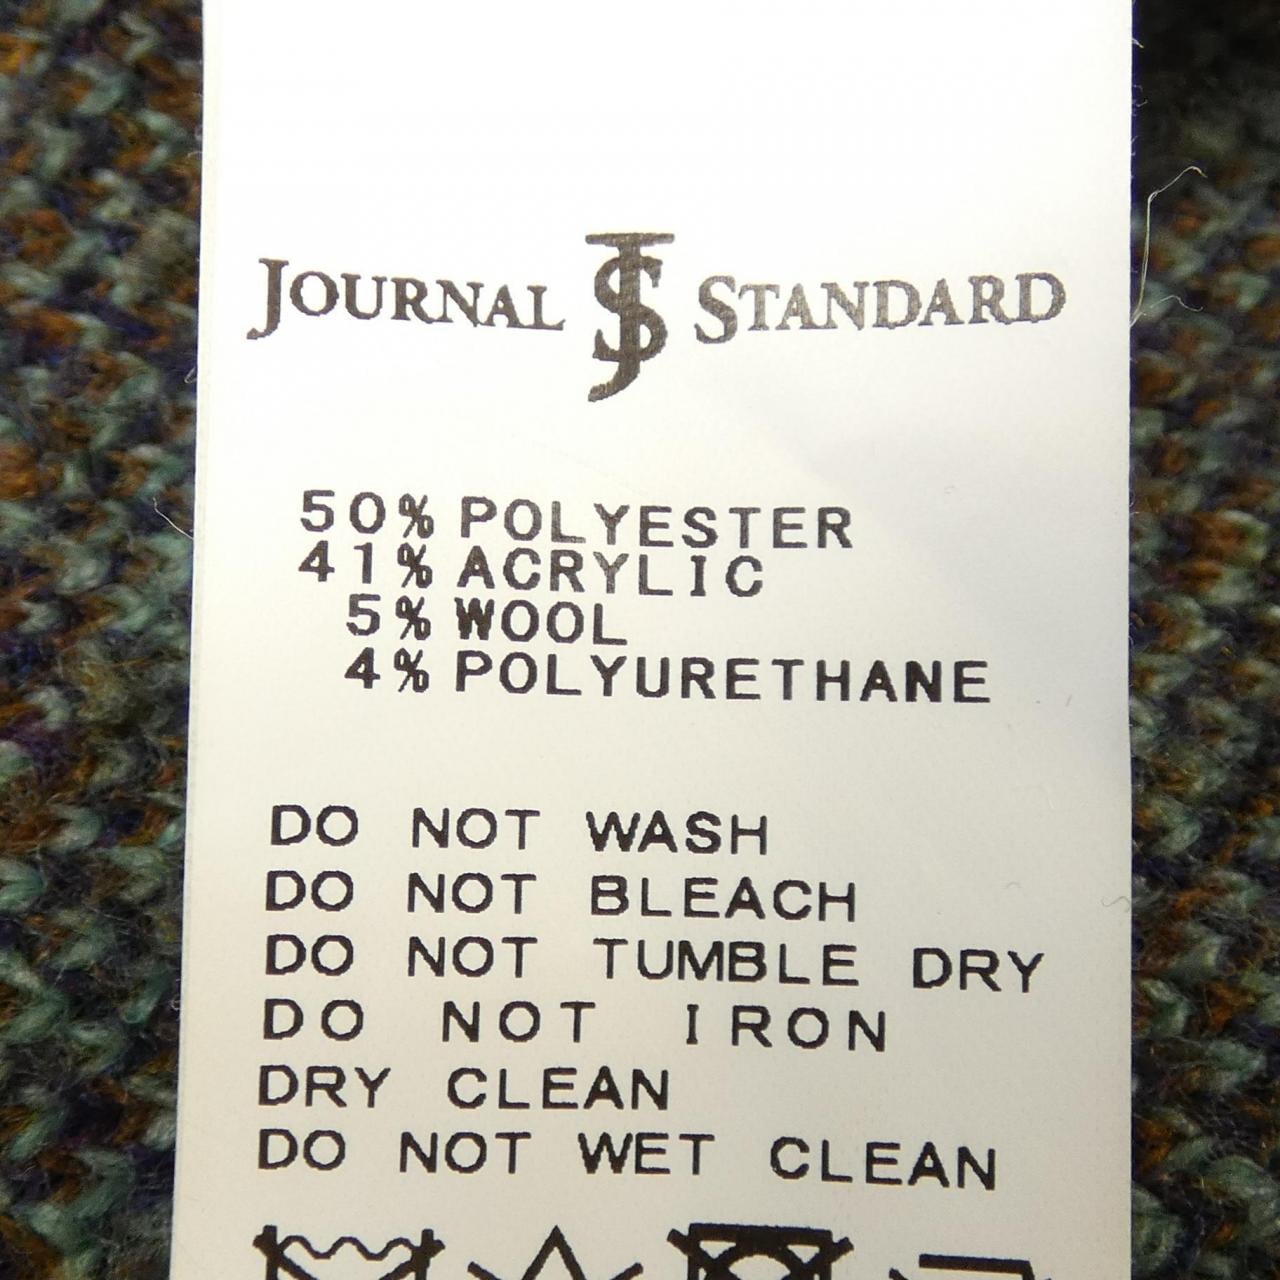 JOURNAL JS STANDARD
50% POLYESTER
41% ACRYLIC
5% WOOL
4% POLYURETHANE
DO NOT WASH
DO NOT BLEACH
DO NOT TUMBLE DRY
DO NOT IRON
DRY CLEAN
DO NOT WET CLEAN